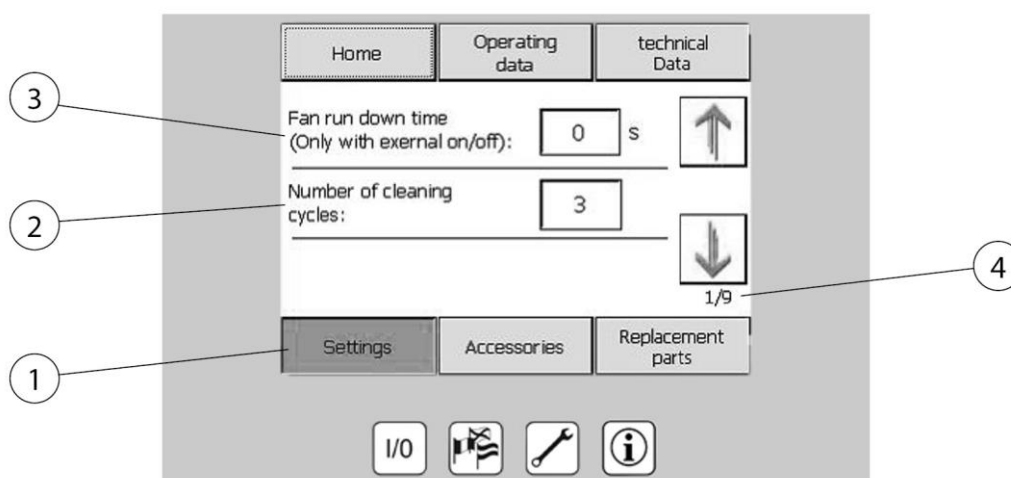 Home
Operating
data
technical
Data
3
Fan run down time
(Only with exernal on/off):
0
s
2
Number of cleaning
cycles:
3
4
1/9
1
Settings
Accessories
Replacement
parts
I/0
i